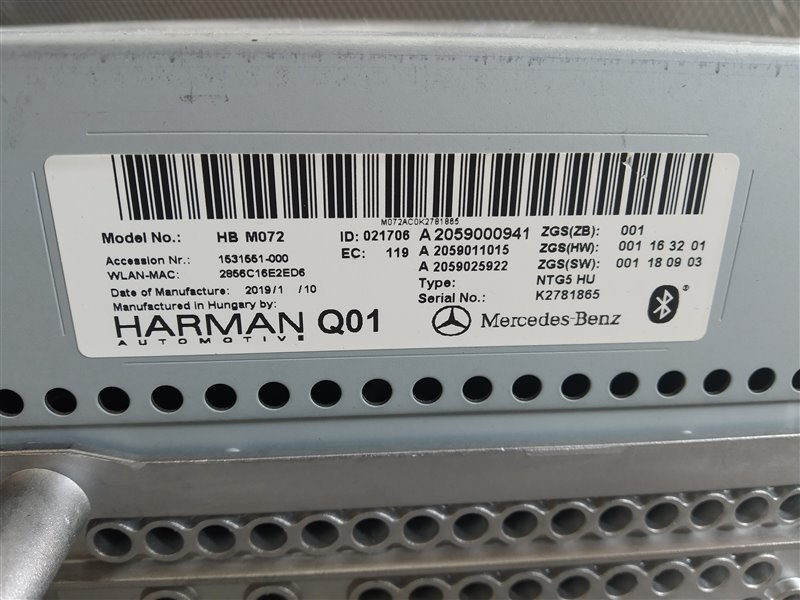 M072AC0K2781865
Model No.: HB M072 ID: 021706 A 2059000941 ZGS(ZB): 001
EC: 119 A 2059011015 ZGS(HW): 001 16 32 01
Accession Nr.: 1531551-000
WLAN-MAC: 2856C16E2ED6 A 2059025922 ZGS(SW): 001 18 09 03
Date of Manufacture: 2019/1 /10 Type: NTG5 HU
Manufactured in Hungary by: Serial No.: K2781865
HARMAN Q01 Mercedes-Benz ®
AUTOMOTIVE